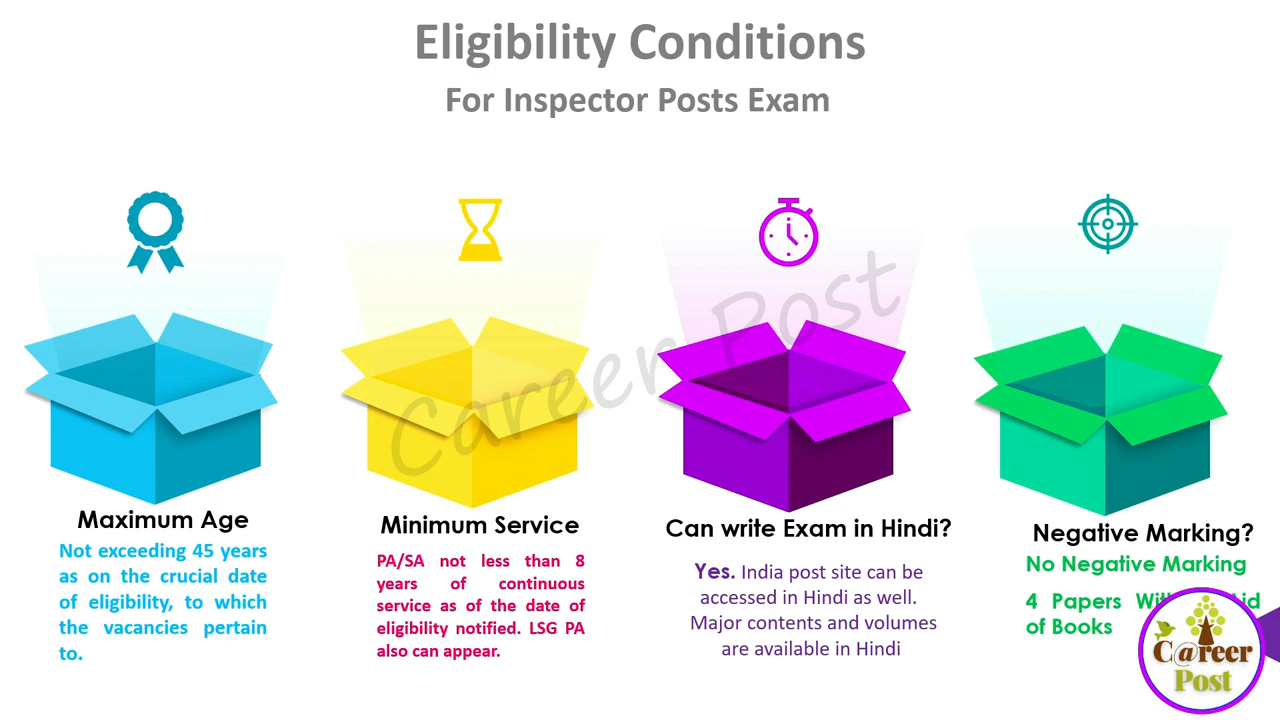 Eligibility Conditions
For Inspector Posts Exam
Career Post
Maximum Age
Not exceeding 45 years
as on the crucial date
of eligibility, to which
the vacancies pertain
to.
Minimum Service
PA/SA not less than 8
years of continuous
service as of the date of
eligibility notified. LSG PA
also can appear.
Can write Exam in Hindi?
Yes. India post site can be
accessed in Hindi as well.
Major contents and volumes
are available in Hindi
Negative Marking?
No Negative Marking
4 Papers
of Books
C@reer
Post